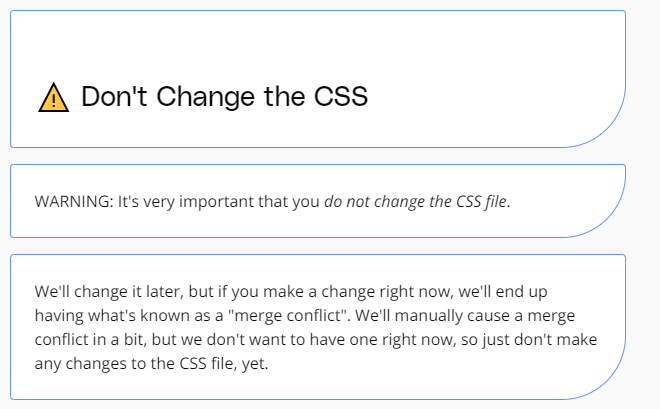 Don't Change the CSS
WARNING: It's very important that you do not change the CSS file.
We'll change it later, but if you make a change right now, we'll end up
having what's known as a "merge conflict". We'll manually cause a merge
conflict in a bit, but we don't want to have one right now, so just don't make
any changes to the CSS file, yet.